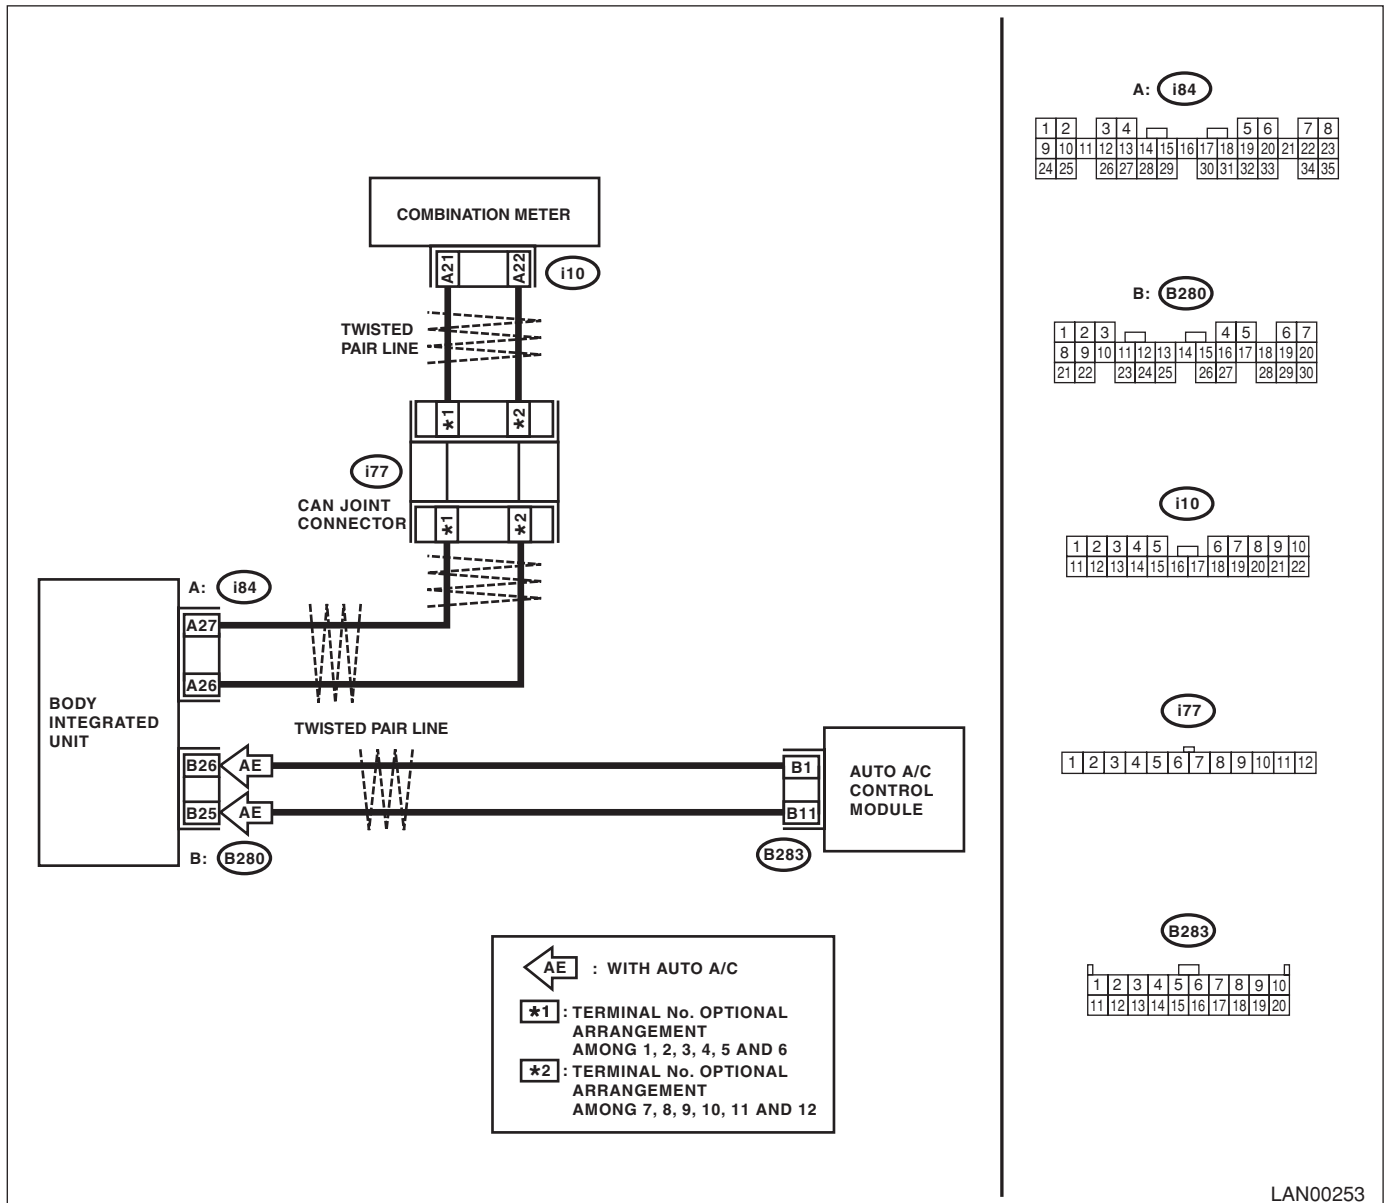 COMBINATION METER
A21 A22
i10
TWISTED
PAIR LINE
*1 *2
i77
CAN JOINT
CONNECTOR
*1 *2
A: i84
A27
A26
BODY
INTEGRATED
UNIT
TWISTED PAIR LINE
B26 AE
B25 AE
B: B280
B1
B11
AUTO A/C
CONTROL
MODULE
B283
AE : WITH AUTO A/C
*1 : TERMINAL No. OPTIONAL
ARRANGEMENT
AMONG 1, 2, 3, 4, 5 AND 6
*2 : TERMINAL No. OPTIONAL
ARRANGEMENT
AMONG 7, 8, 9, 10, 11 AND 12
A: i84
1 2 3 4 5 6 7 8
9 10 11 12 13 14 15 16 17 18 19 20 21 22 23
24 25 26 27 28 29 30 31 32 33 34 35
B: B280
1 2 3 4 5 6 7
8 9 10 11 12 13 14 15 16 17 18 19 20
21 22 23 24 25 26 27 28 29 30
i10
1 2 3 4 5 6 7 8 9 10
11 12 13 14 15 16 17 18 19 20 21 22
i77
1 2 3 4 5 6 7 8 9 10 11 12
B283
1 2 3 4 5 6 7 8 9 10
11 12 13 14 15 16 17 18 19 20
LAN00253